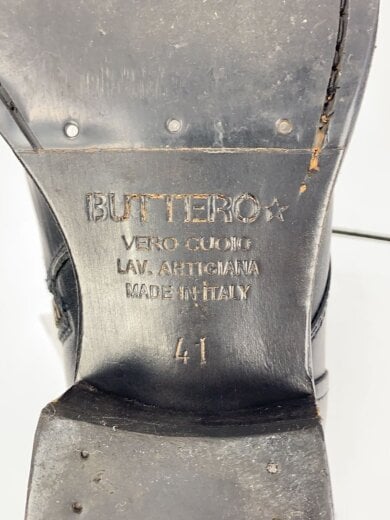 BUTTERO☆
VERO CUOIO
LAV. ARTIGIANA
MADE IN ITALY
41